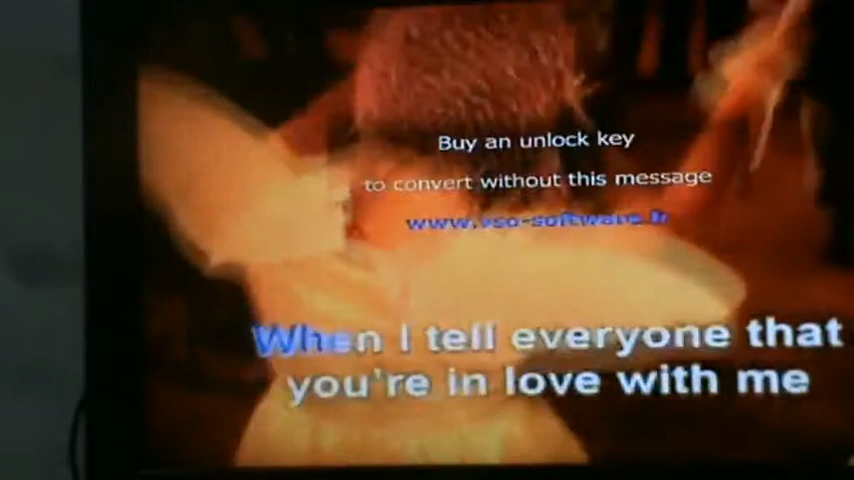 Buy an unlock key
to convert without this message
www.vso-software.fr
When I tell everyone that
you're in love with me